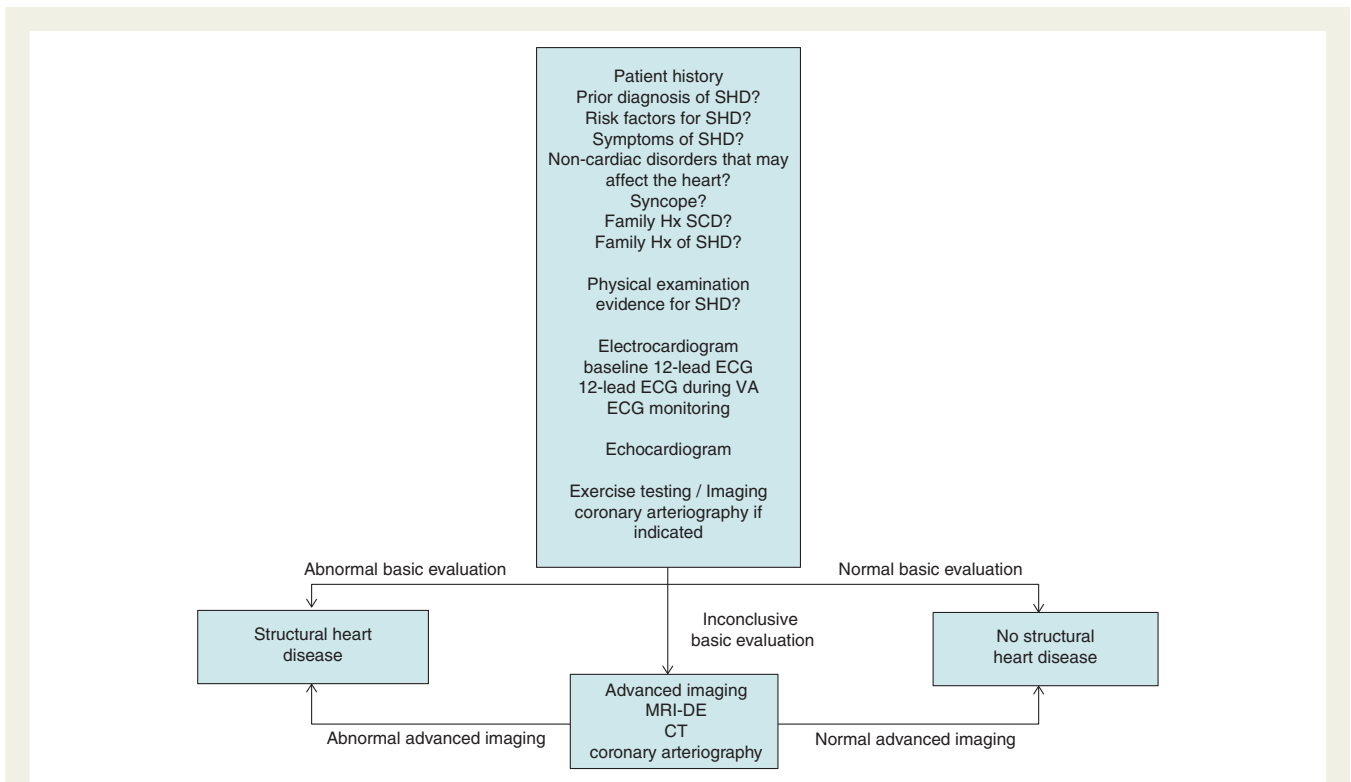 Patient history
Prior diagnosis of SHD?
Risk factors for SHD?
Symptoms of SHD?
Non-cardiac disorders that may
affect the heart?
Syncope?
Family Hx SCD?
Family Hx of SHD?
Physical examination
evidence for SHD?
Electrocardiogram
baseline 12-lead ECG
12-lead ECG during VA
ECG monitoring
Echocardiogram
Exercise testing / Imaging
coronary arteriography if
indicated
Abnormal basic evaluation
Normal basic evaluation
Structural heart
disease
Inconclusive
basic evaluation
No structural
heart disease
Advanced imaging
MRI-DE
CT
coronary arteriography
Abnormal advanced imaging
Normal advanced imaging